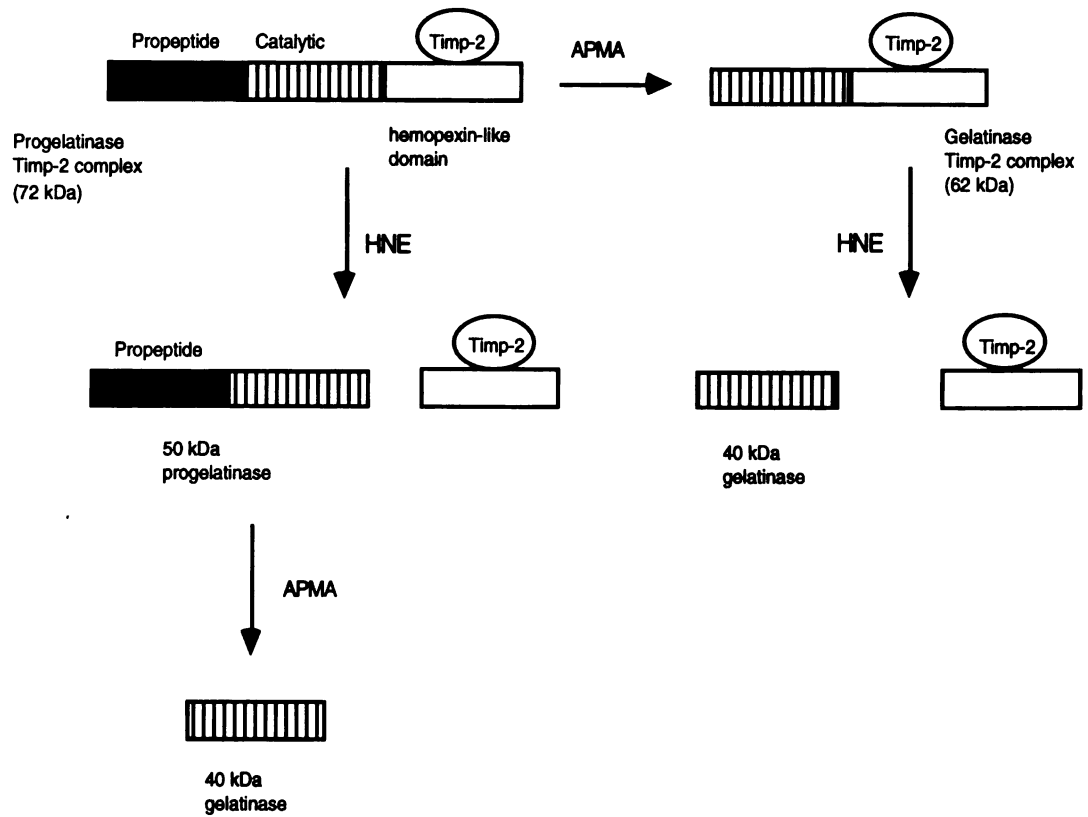 Propeptide
Catalytic
Timp-2
APMA
Timp-2
Progelatinase
Timp-2 complex
(72 kDa)
hemopexin-like
domain
Gelatinase
Timp-2 complex
(62 kDa)
HNE
HNE
Propeptide
Timp-2
Timp-2
50 kDa
progelatinase
40 kDa
gelatinase
APMA
40 kDa
gelatinase